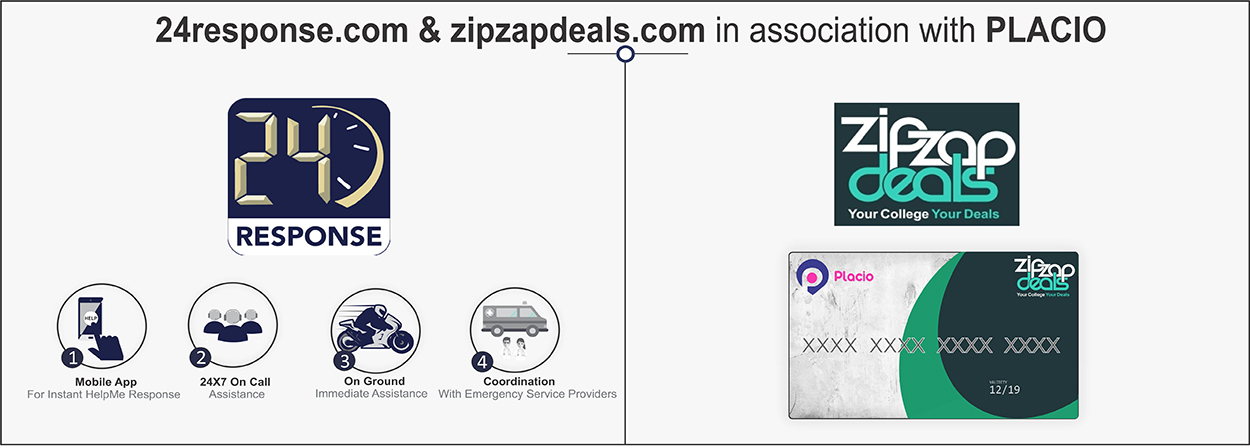 24response.com & zipzapdeals.com in association with PLACIO
24
RESPONSE
HELP
1
Mobile App
For Instant HelpMe Response
2
24X7 On Call
Assistance
3
On Ground
Immediate Assistance
4
Coordination
With Emergency Service Providers
zipzap
deals
Your College Your Deals
Placio
zipzap
deals
Your College Your Deals
XXXX XXXX XXXX XXXX
VALIDITY
12/19